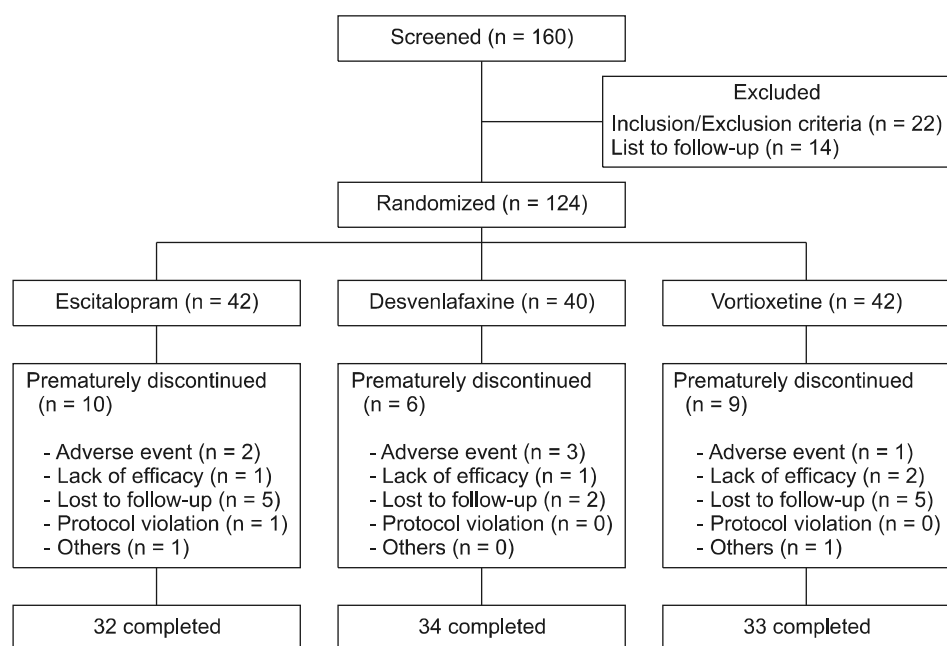 Screened (n = 160)
Excluded
Inclusion/Exclusion criteria (n = 22)
List to follow-up (n = 14)
Randomized (n = 124)
Escitalopram (n = 42)
Desvenlafaxine (n = 40)
Vortioxetine (n = 42)
Prematurely discontinued
(n = 10)
- Adverse event (n = 2)
- Lack of efficacy (n = 1)
- Lost to follow-up (n = 5)
- Protocol violation (n = 1)
- Others (n = 1)
Prematurely discontinued
(n = 6)
- Adverse event (n = 3)
- Lack of efficacy (n = 1)
- Lost to follow-up (n = 2)
- Protocol violation (n = 0)
- Others (n = 0)
Prematurely discontinued
(n = 9)
- Adverse event (n = 1)
- Lack of efficacy (n = 2)
- Lost to follow-up (n = 5)
- Protocol violation (n = 0)
- Others (n = 1)
32 completed
34 completed
33 completed